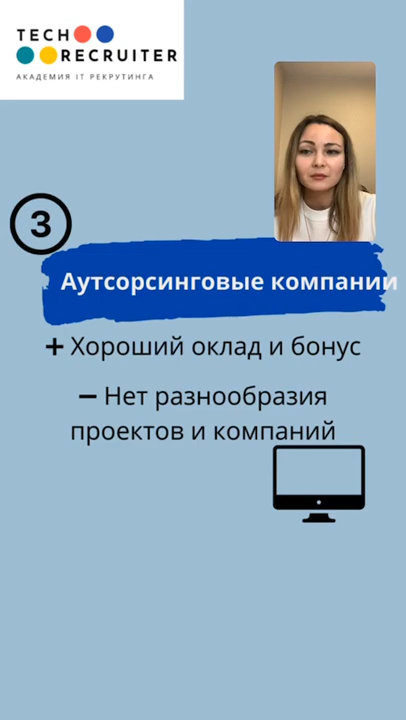 TECH
RECRUITER
АКАДЕМИЯ IT РЕКРУТИНГА
3
Аутсорсинговые компании
+ Хороший оклад и бонус
− Нет разнообразия
проектов и компаний